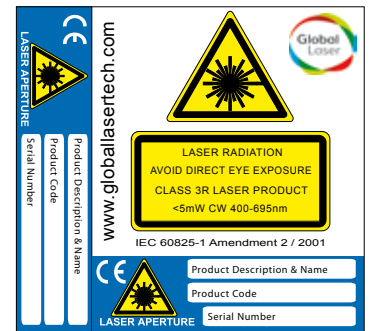 LASER APERTURE
CE
Serial Number
Product Code
Product Description & Name
www.globallasertech.com
Global
Laser
LASER RADIATION
AVOID DIRECT EYE EXPOSURE
CLASS 3R LASER PRODUCT
<5mW CW 400-695nm
IEC 60825-1 Amendment 2 / 2001
CE
LASER APERTURE
Product Description & Name
Product Code
Serial Number